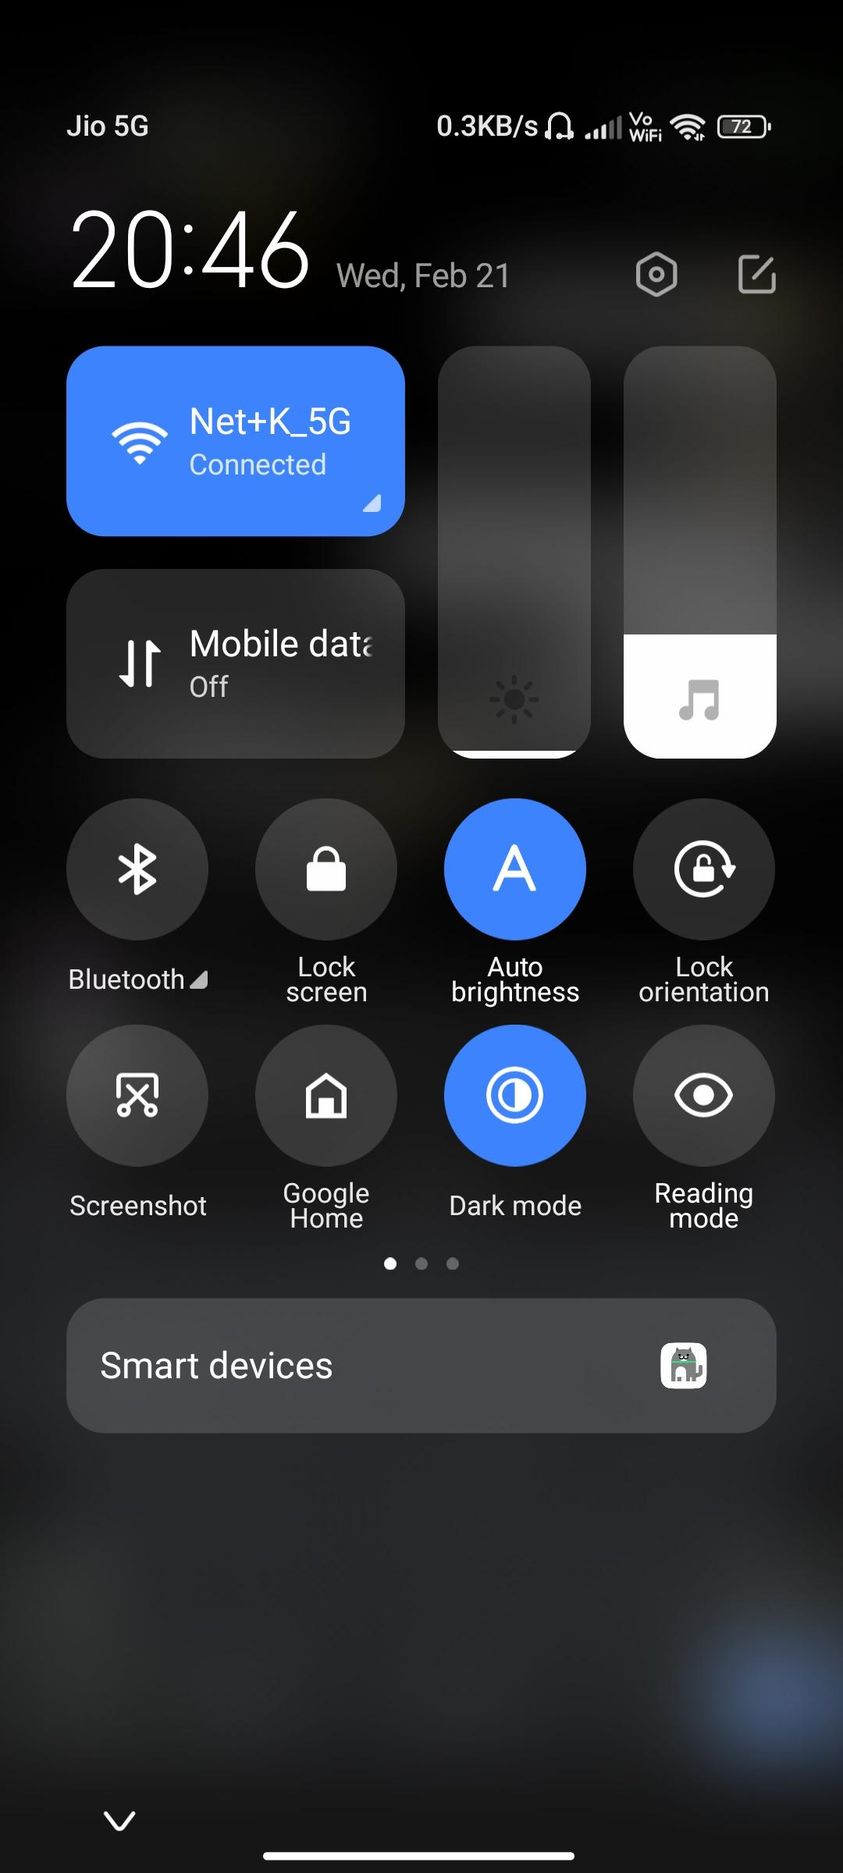 Jio 5G 0.3KB/s Vo WiFi 72
20:46 Wed, Feb 21
Net+K_5G
Connected
Mobile data
Off
Bluetooth
Lock
screen
Auto
brightness
Lock
orientation
Screenshot
Google
Home
Dark mode
Reading
mode
Smart devices